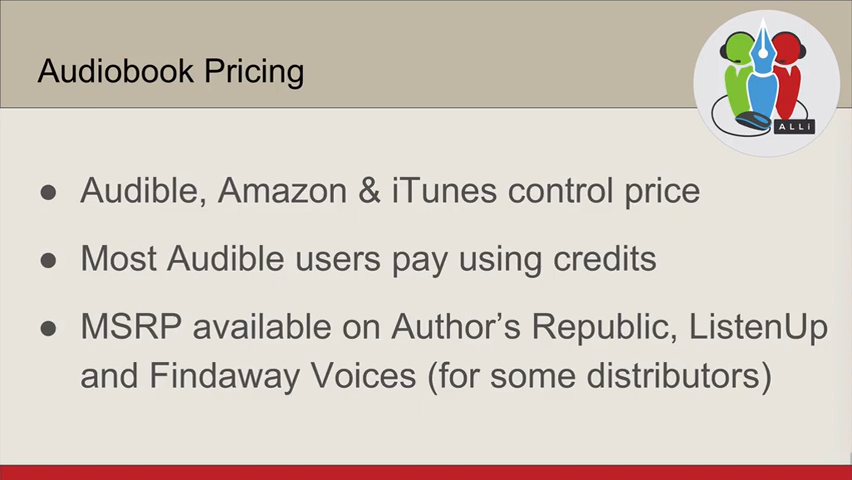 Audiobook Pricing
ALLi
● Audible, Amazon & iTunes control price
● Most Audible users pay using credits
● MSRP available on Author’s Republic, ListenUp
and Findaway Voices (for some distributors)